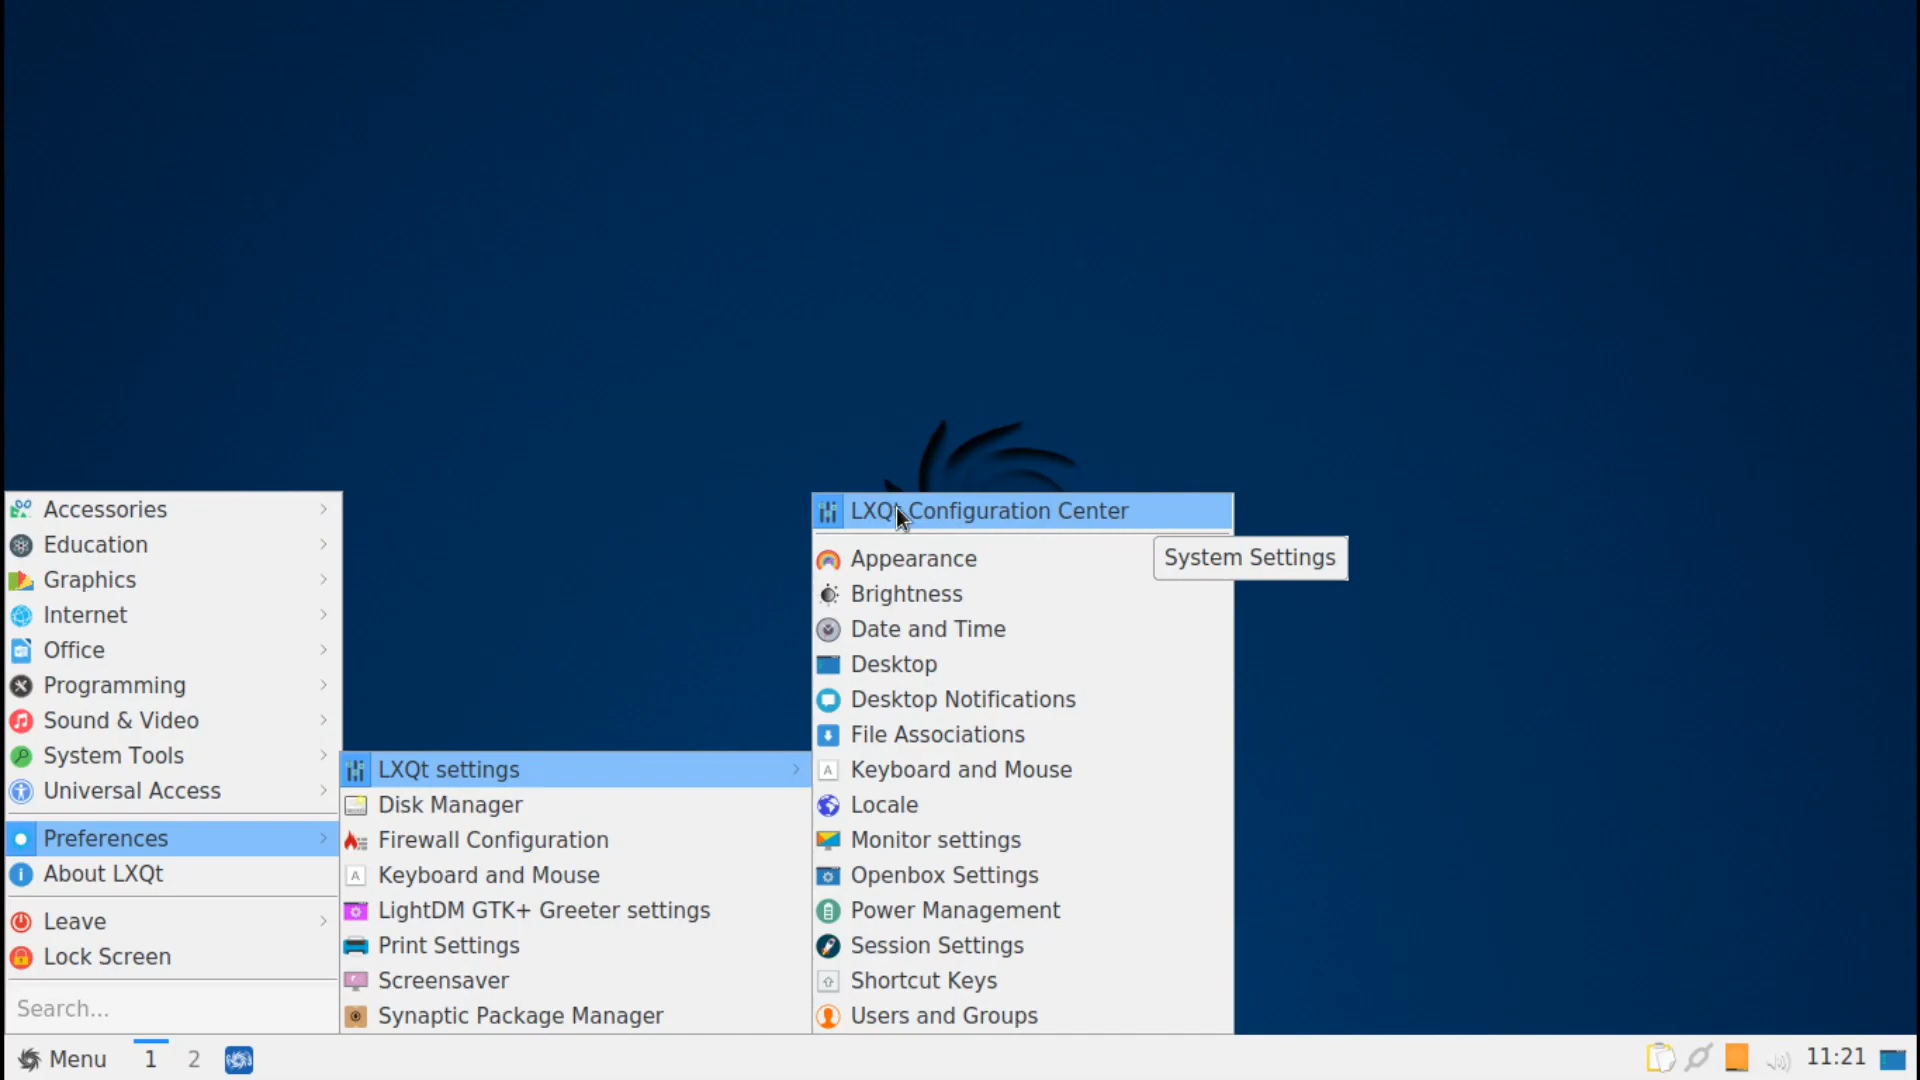 Accessories
Education
Graphics
Internet
Office
Programming
Sound & Video
System Tools
Universal Access
Preferences
About LXQt
Leave
Lock Screen
Search...
LXQt settings
Disk Manager
Firewall Configuration
Keyboard and Mouse
LightDM GTK+ Greeter settings
Print Settings
Screensaver
Synaptic Package Manager
LXQt Configuration Center
Appearance
Brightness
Date and Time
Desktop
Desktop Notifications
File Associations
Keyboard and Mouse
Locale
Monitor settings
Openbox Settings
Power Management
Session Settings
Shortcut Keys
Users and Groups
System Settings
Menu 1 2 11:21